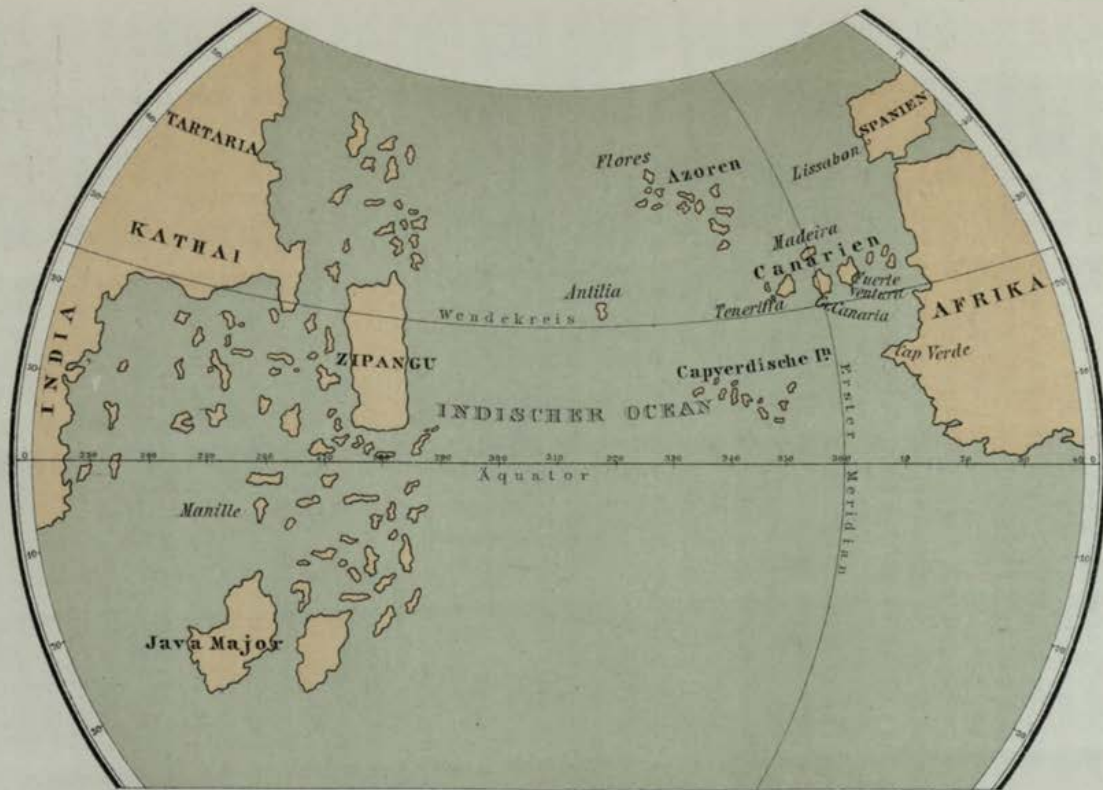 TARTARIA
KATHAI
INDIA
ZIPANGU
Manille
Java Major
Flores
Azoren
Antilia
Wendekreis
INDISCHER OCEAN
Äquator
Lissabon
SPANIEN
Madeira
Canarien
Teneriffa
Fuerte
Ventura
Canaria
AFRIKA
Cap Verde
Capverdische Iⁿ
Erster Meridian